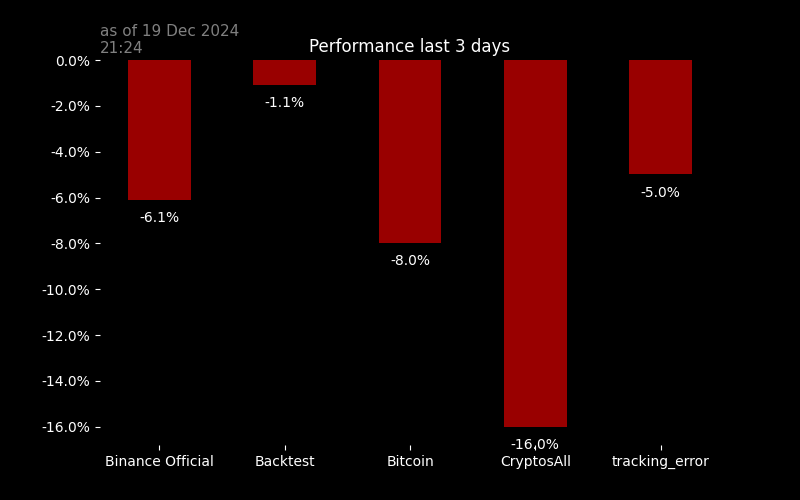 as of 19 Dec 2024
21:24
Performance last 3 days
0.0%
-2.0%
-4.0%
-6.0%
-8.0%
-10.0%
-12.0%
-14.0%
-16.0%
-6.1%
-1.1%
-8.0%
-16.0%
-5.0%
Binance Official
Backtest
Bitcoin
CryptosAll
tracking_error